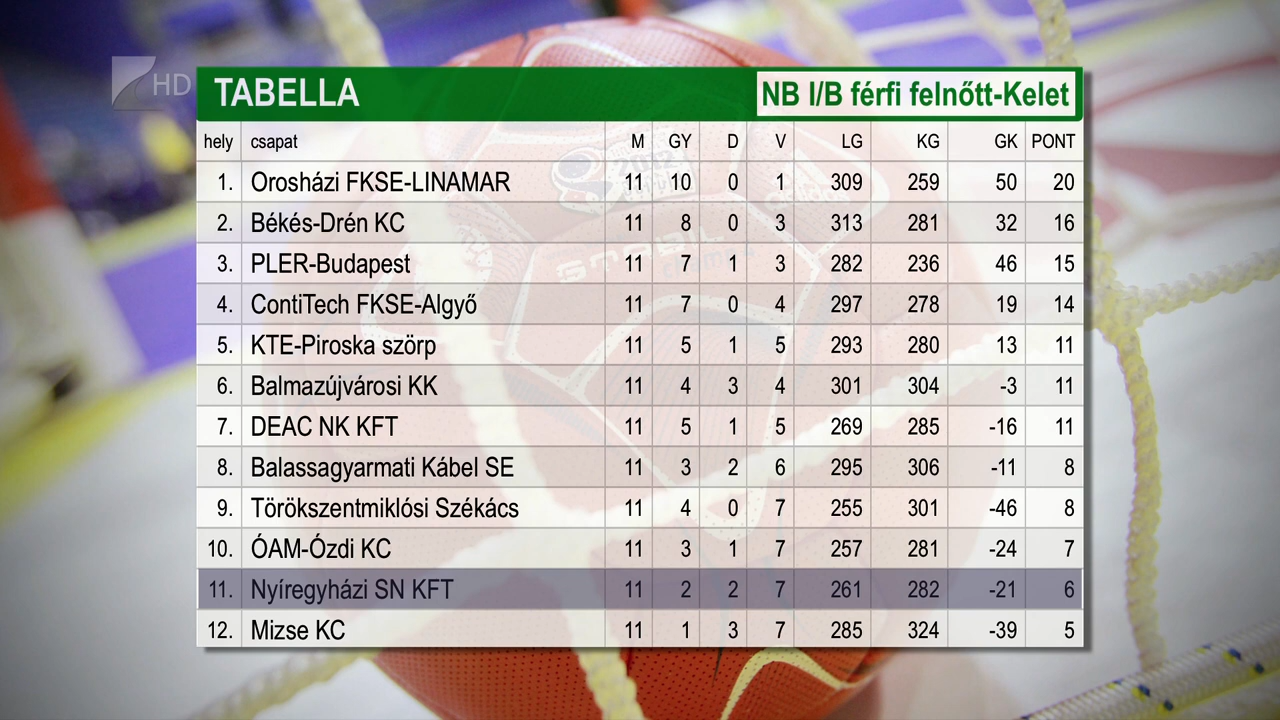 HD
TABELLA
NB I/B férfi felnőtt-Kelet
hely csapat M GY D V LG KG GK PONT
1. Orosházi FKSE-LINAMAR 11 10 0 1 309 259 50 20
2. Békés-Drén KC 11 8 0 3 313 281 32 16
3. PLER-Budapest 11 7 1 3 282 236 46 15
4. ContiTech FKSE-Algyő 11 7 0 4 297 278 19 14
5. KTE-Piroska szörp 11 5 1 5 293 280 13 11
6. Balmazújvárosi KK 11 4 3 4 301 304 -3 11
7. DEAC NK KFT 11 5 1 5 269 285 -16 11
8. Balassagyarmati Kábel SE 11 3 2 6 295 306 -11 8
9. Törökszentmiklósi Székács 11 4 0 7 255 301 -46 8
10. ÓAM-Ózdi KC 11 3 1 7 257 281 -24 7
11. Nyíregyházi SN KFT 11 2 2 7 261 282 -21 6
12. Mizse KC 11 1 3 7 285 324 -39 5